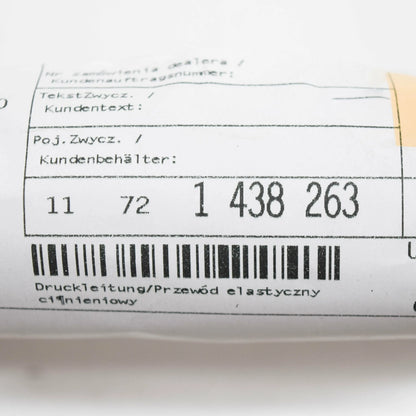 Nr zamówienia dealera /
Kundenauftragsnummer:
TekstZwycz. /
Kundentext:
Poj.Zwycz. /
Kundenbehälter:
11 72 1 438 263
Druckleitung/Przewód elastyczny
ci¶nieniowy